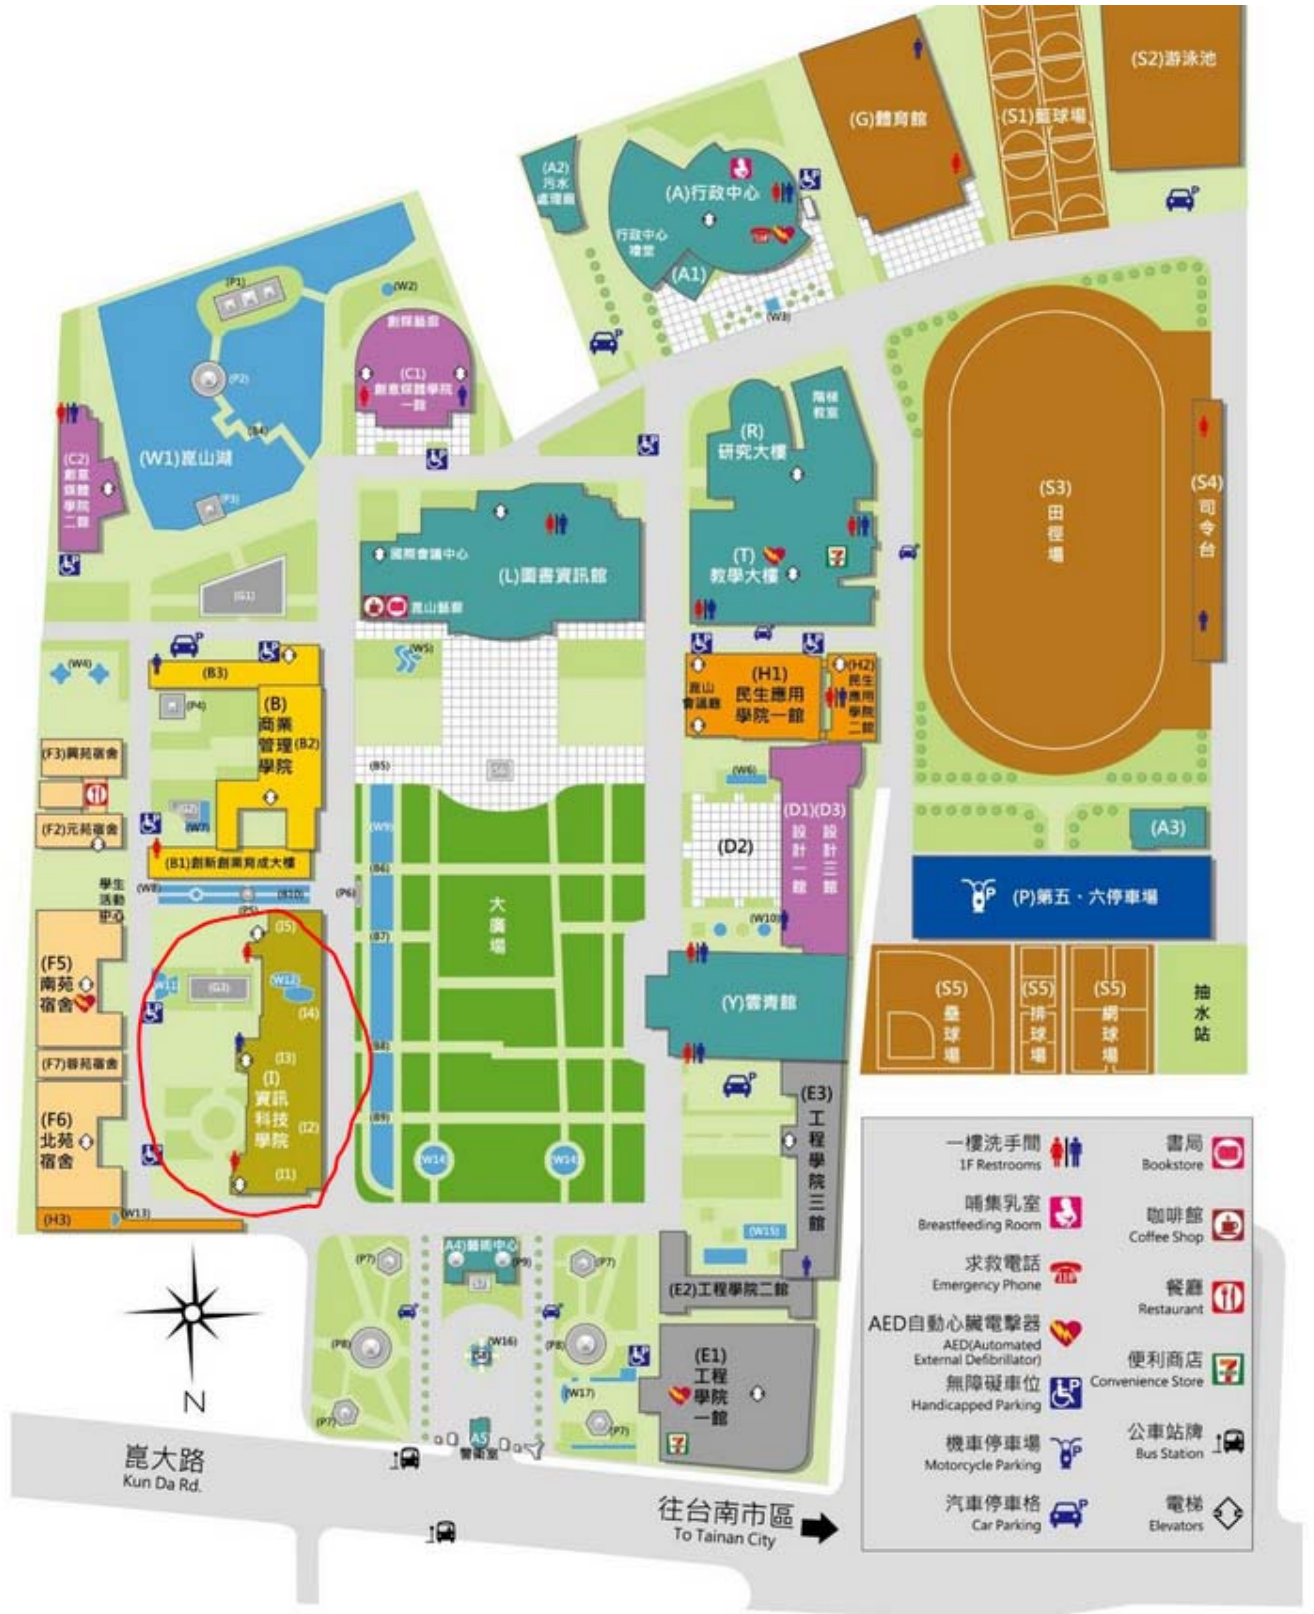 (S2)游泳池
(S1)籃球場
(G)體育館
(A2)
污水
處理廠
(A)行政中心
行政中心
禮堂
(A1)
(W3)
(P1)
(W2)
創媒藝廊
(C1)
創意媒體學院
一館
(P2)
(B4)
(W1)崑山湖
(P3)
(C2)
創意
媒體
學院
二館
(G1)
階梯
教室
(R)
研究大樓
(T)
教學大樓
國際會議中心
(L)圖書資訊館
崑山藝廊
(W5)
(S3)
田
徑
場
(S4)
司
令
台
(W4)
(B3)
(P4)
(B)
商業
管理
學院
(B2)
(F3)興苑宿舍
(F2)元苑宿舍
(W7)
(B1)創新創業育成大樓
(H1)
民生應用
學院一館
崑山
會議廳
(H2)
民生
應用
學院
二館
(B5)
(W6)
(D1)(D3)
設計一館
設計三館
(D2)
(W10)
(A3)
(P)第五、六停車場
(W9)
(B6)
(B7)
(B8)
(B9)
大
廣
場
學生
活動
中心
(W8)
(B10)
(P5)
(P6)
(F5)
南苑
宿舍
(F7)蓉苑宿舍
(F6)
北苑
宿舍
(H3)
(W13)
(I5)
(W11)
(G3)
(W12)
(I4)
(I3)
(I)
資訊
科技
學院
(I2)
(I1)
(W14)
(W14)
(Y)雲青館
(S5)
壘
球
場
(S5)
排
球
場
(S5)
網
球
場
抽
水
站
(E3)
工
程
學
院
三
館
(W15)
(E2)工程學院二館
(E1)
工程
學院
一館
(A4)藝術中心
(P9)
(P7)
(P7)
(P8)
(P8)
(W16)
(W17)
(P7)
(P7)
A5
警衛室
N
崑大路
Kun Da Rd.
往台南市區
To Tainan City
一樓洗手間
1F Restrooms
哺集乳室
Breastfeeding Room
求救電話
Emergency Phone
AED自動心臟電擊器
AED(Automated
External Defibrillator)
無障礙車位
Handicapped Parking
機車停車場
Motorcycle Parking
汽車停車格
Car Parking
書局
Bookstore
咖啡館
Coffee Shop
餐廳
Restaurant
便利商店
Convenience Store
公車站牌
Bus Station
電梯
Elevators